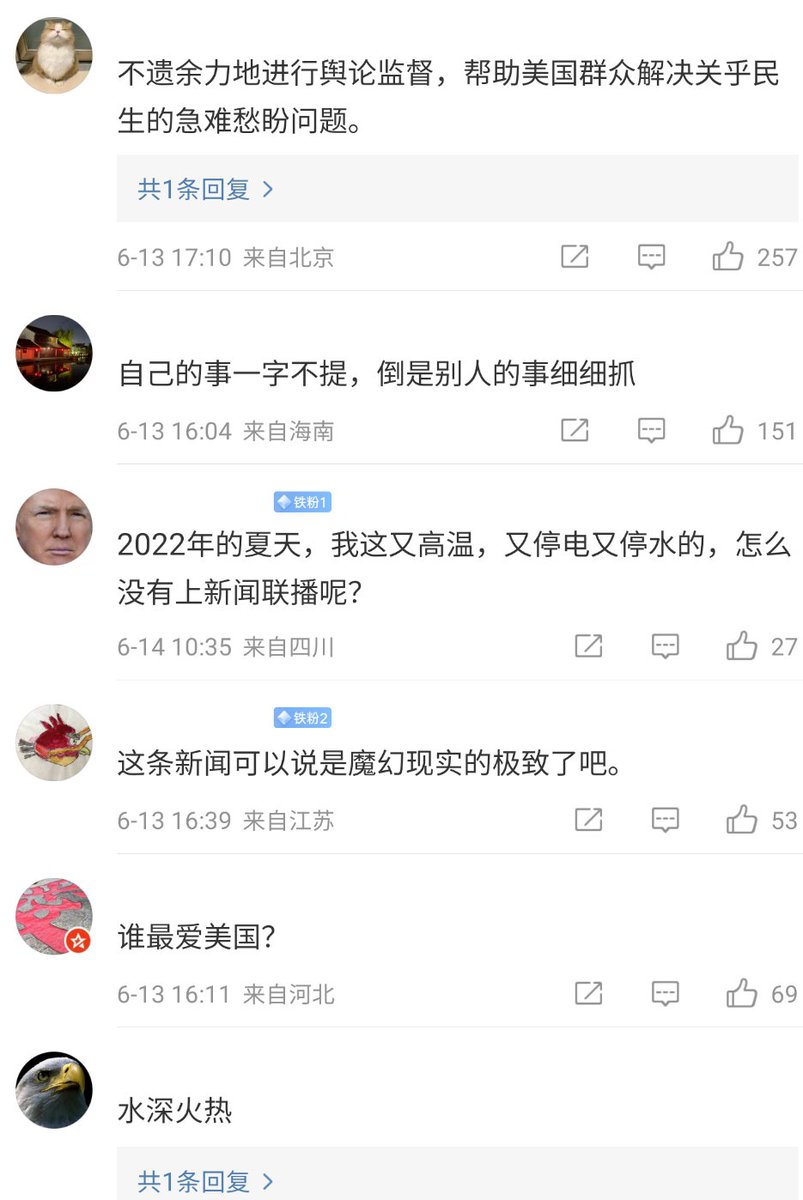 不遗余力地进行舆论监督，帮助美国群众解决关乎民
生的急难愁盼问题。
共1条回复 >
6-13 17:10 来自北京 257
自己的事一字不提，倒是别人的事细细抓
6-13 16:04 来自海南 151
铁粉1
2022年的夏天，我这又高温，又停电又停水的，怎么
没有上新闻联播呢？
6-14 10:35 来自四川 27
铁粉2
这条新闻可以说是魔幻现实的极致了吧。
6-13 16:39 来自江苏 53
谁最爱美国？
6-13 16:11 来自河北 69
水深火热
共1条回复 >